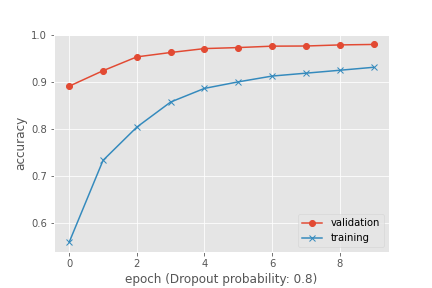 1.0
0.9
0.8
0.7
0.6
accuracy
validation
training
0 2 4 6 8
epoch (Dropout probability: 0.8)